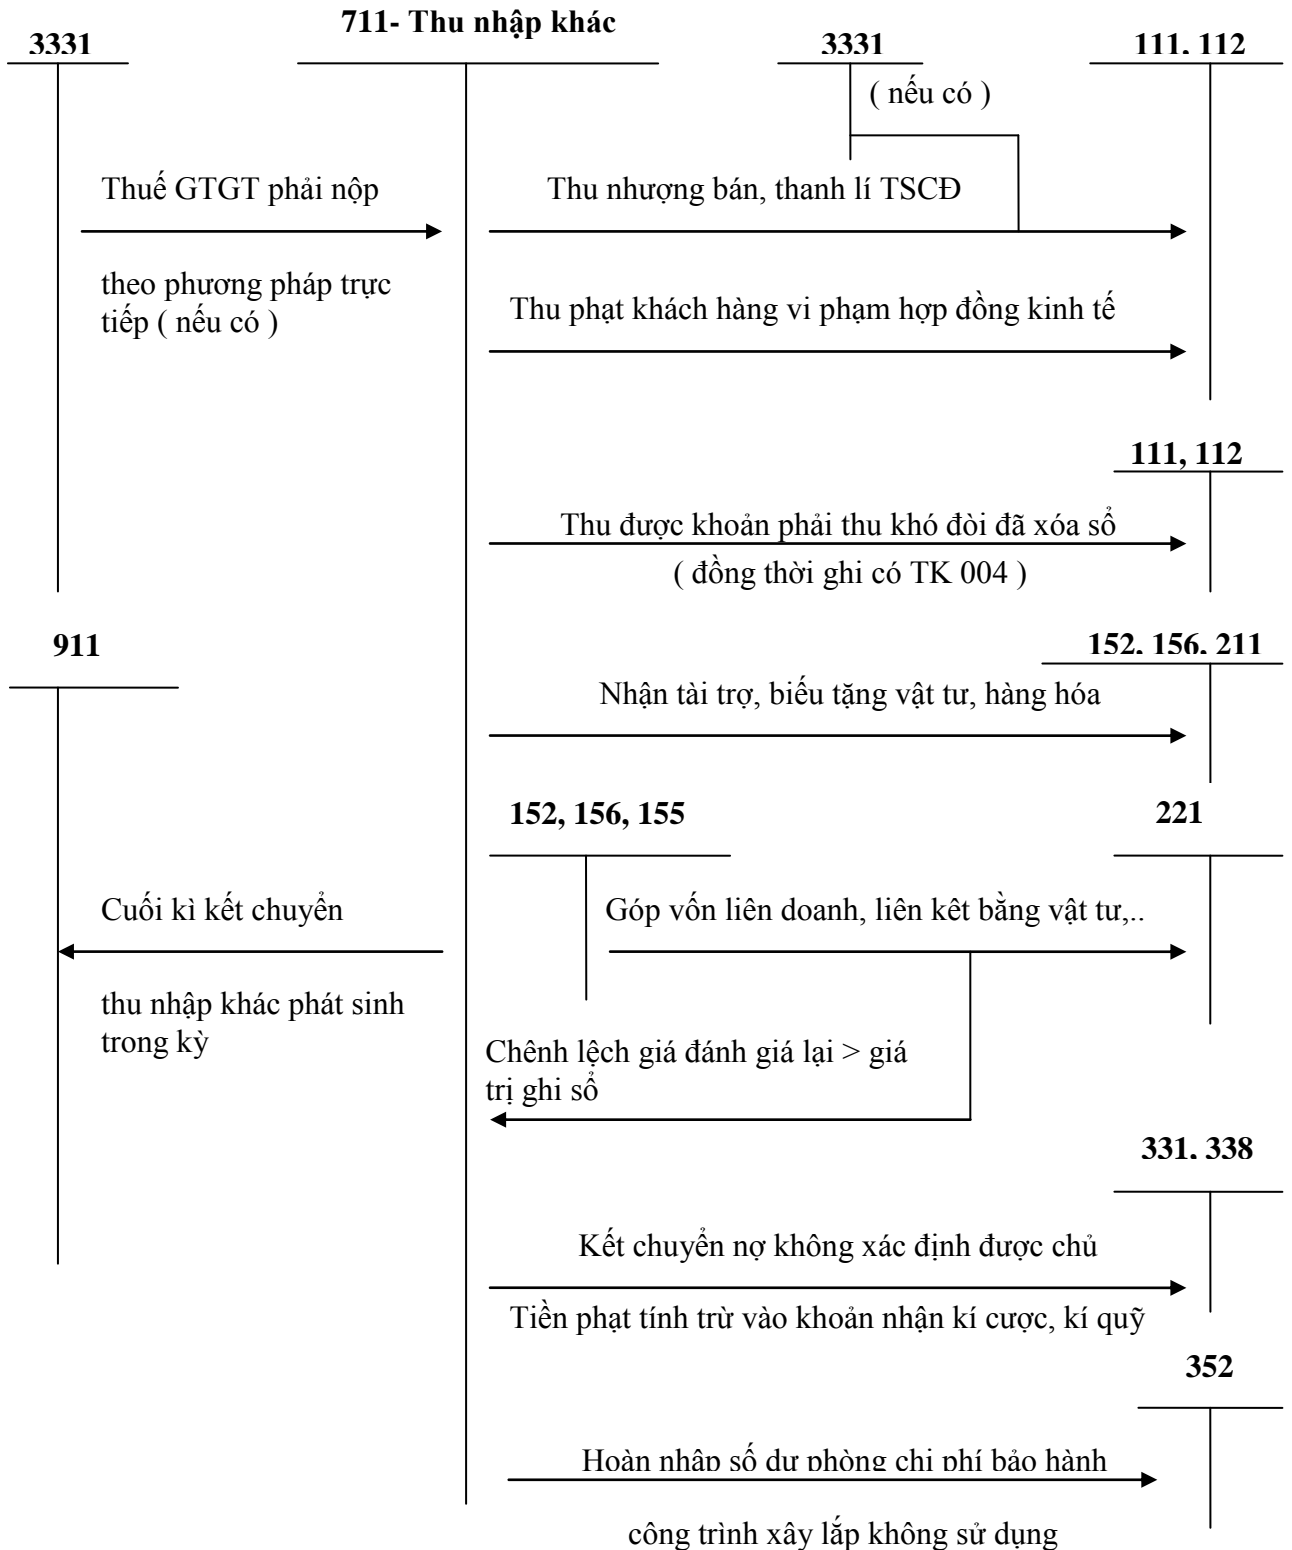 711- Thu nhập khác
3331
3331
111, 112
( nếu có )
Thuế GTGT phải nộp
Thu nhượng bán, thanh lí TSCĐ
theo phương pháp trực
tiếp ( nếu có )
Thu phạt khách hàng vi phạm hợp đồng kinh tế
111, 112
Thu được khoản phải thu khó đòi đã xóa sổ
( đồng thời ghi có TK 004 )
911
152, 156, 211
Nhận tài trợ, biếu tặng vật tư, hàng hóa
152, 156, 155
221
Cuối kì kết chuyển
Góp vốn liên doanh, liên kêt bằng vật tư,..
thu nhập khác phát sinh
trong kỳ
Chênh lệch giá đánh giá lại > giá
trị ghi sổ
331, 338
Kết chuyển nợ không xác định được chủ
Tiền phạt tính trừ vào khoản nhận kí cược, kí quỹ
352
Hoàn nhập số dự phòng chi phí bảo hành
công trình xây lắp không sử dụng